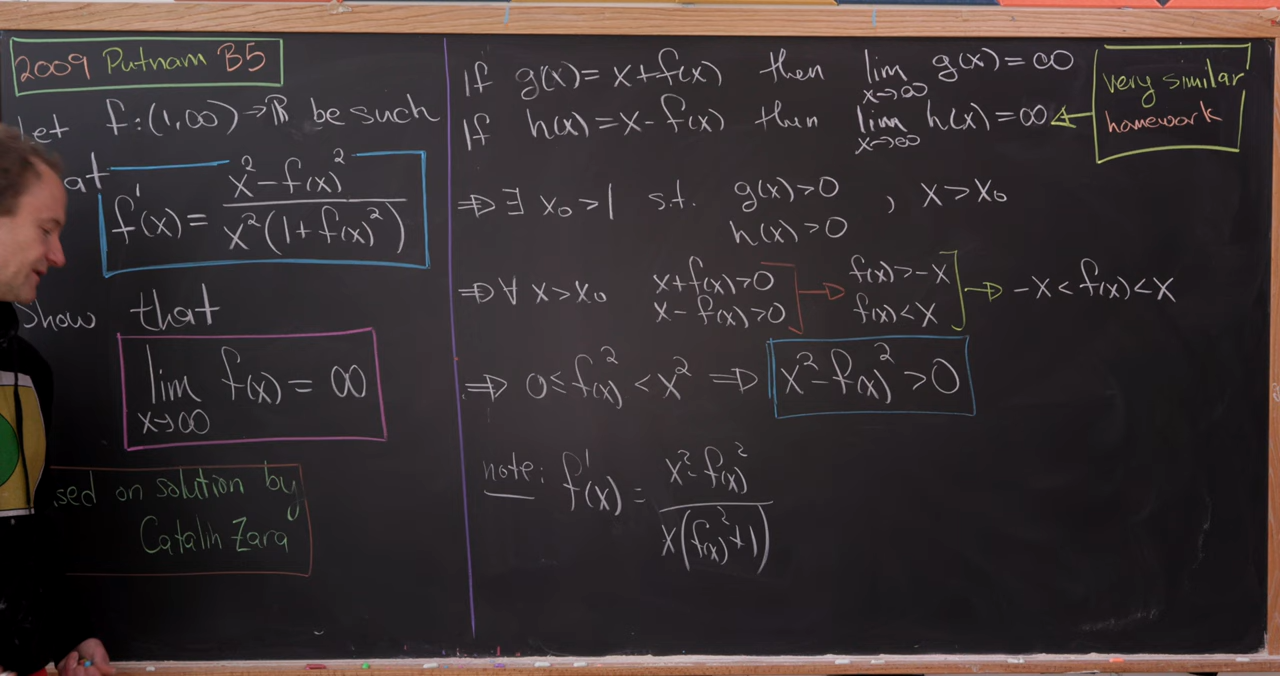 2009 Putnam B5
Let f:(1,∞)→ℝ be such
at
f'(x) = (x²-f(x)²)/(x²(1+f(x)²))
Show that
lim_{x→∞} f(x) = ∞
sed on solution by
Catalin Zara
If g(x) = x+f(x) then lim_{x→∞} g(x) = ∞
If h(x) = x-f(x) then lim_{x→∞} h(x) = ∞
very similar
homework
⇒ ∃ x₀>1 s.t. g(x)>0 , x>x₀
h(x)>0
⇒ ∀ x>x₀ x+f(x)>0 → f(x)>-x ⇒ -x<f(x)<x
x-f(x)>0 f(x)<x
⇒ 0≤f(x)²<x² ⇒ x²-f(x)²>0
note: f'(x) = (x²-f(x)²)/(x(f(x)²+1))